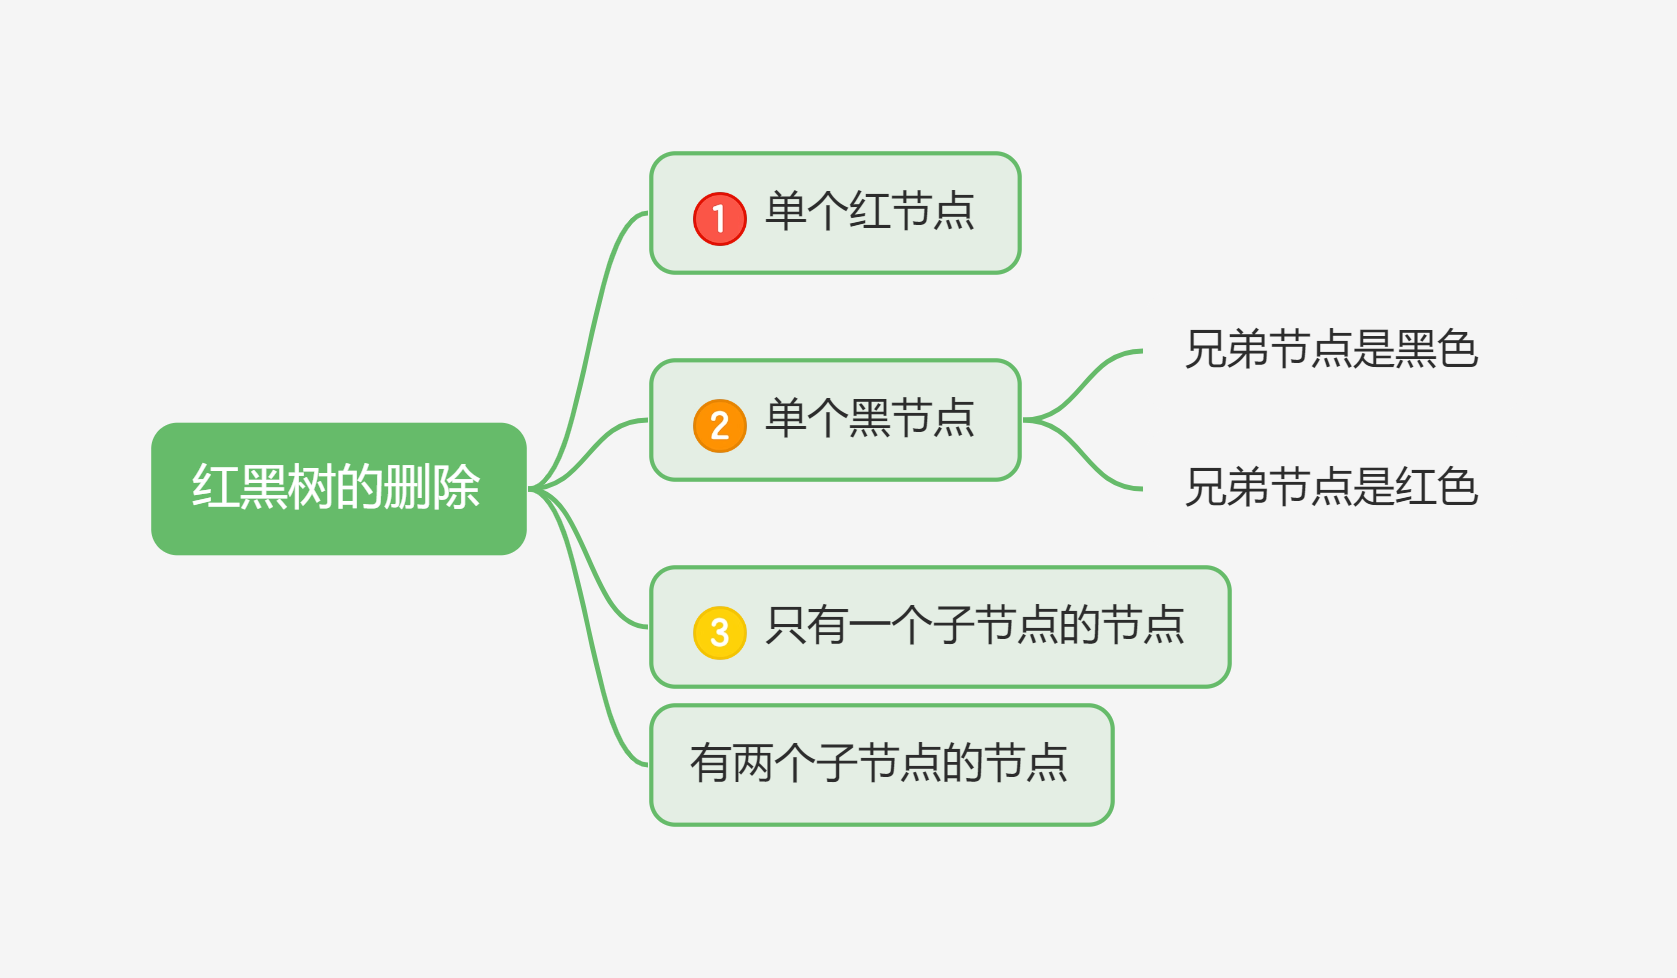 红黑树的删除
1 单个红节点
2 单个黑节点
兄弟节点是黑色
兄弟节点是红色
3 只有一个子节点的节点
有两个子节点的节点